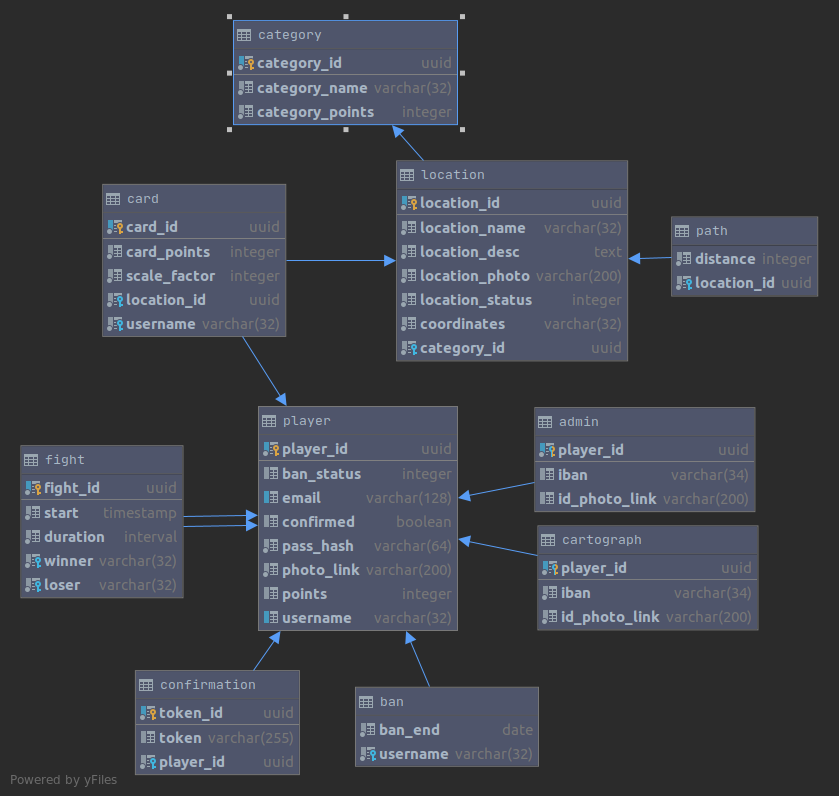 category
category_id uuid
category_name varchar(32)
category_points integer
location
location_id uuid
location_name varchar(32)
location_desc text
location_photo varchar(200)
location_status integer
coordinates varchar(32)
category_id uuid
card
card_id uuid
card_points integer
scale_factor integer
location_id uuid
username varchar(32)
path
distance integer
location_id uuid
player
player_id uuid
ban_status integer
email varchar(128)
confirmed boolean
pass_hash varchar(64)
photo_link varchar(200)
points integer
username varchar(32)
admin
player_id uuid
iban varchar(34)
id_photo_link varchar(200)
fight
fight_id uuid
start timestamp
duration interval
winner varchar(32)
loser varchar(32)
cartograph
player_id uuid
iban varchar(34)
id_photo_link varchar(200)
confirmation
token_id uuid
token varchar(255)
player_id uuid
ban
ban_end date
username varchar(32)
Powered by yFiles